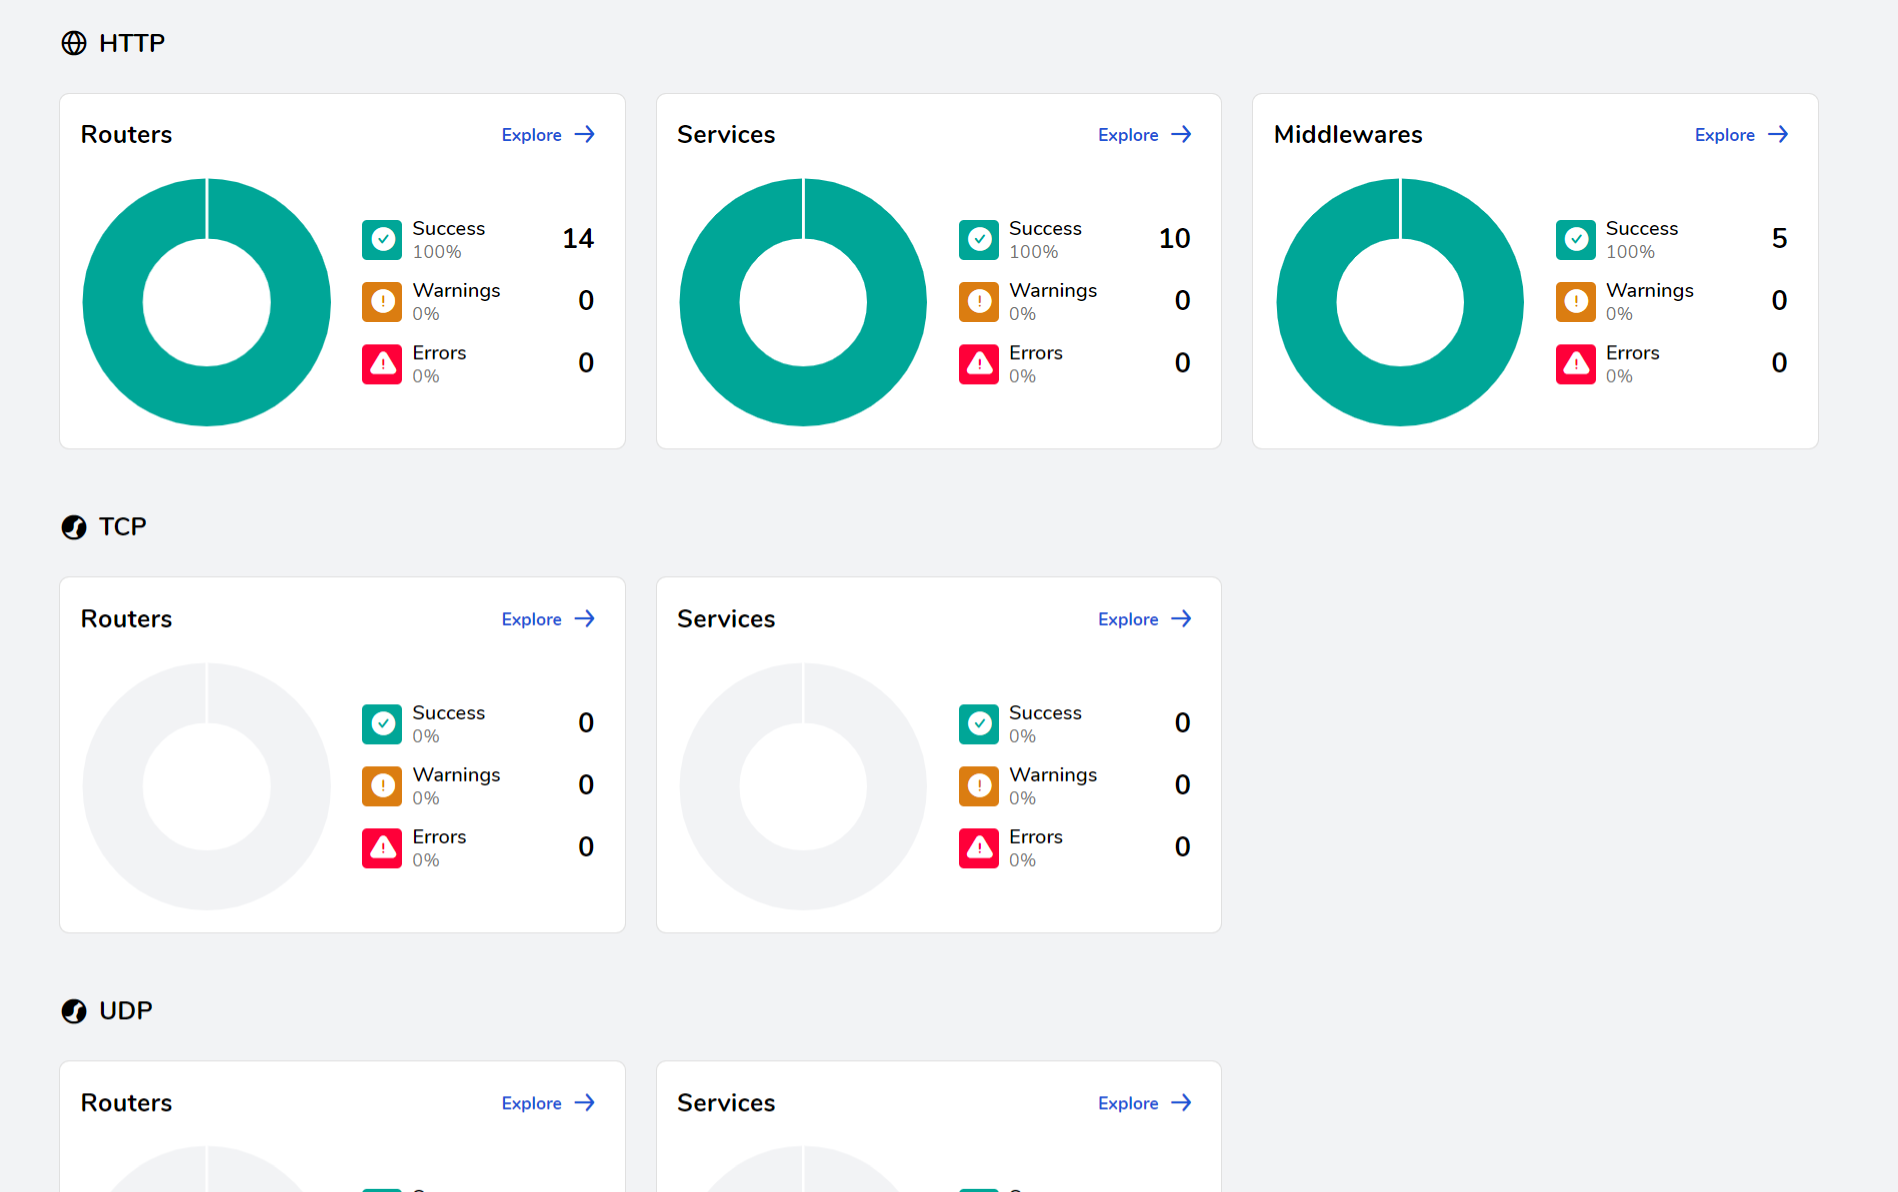 HTTP
Routers
Explore
Success
100%
14
Warnings
0%
0
Errors
0%
0
Services
Explore
Success
100%
10
Warnings
0%
0
Errors
0%
0
Middlewares
Explore
Success
100%
5
Warnings
0%
0
Errors
0%
0
TCP
Routers
Explore
Success
0%
0
Warnings
0%
0
Errors
0%
0
Services
Explore
Success
0%
0
Warnings
0%
0
Errors
0%
0
UDP
Routers
Explore
Services
Explore